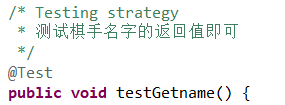 /* Testing strategy
* 测试棋手名字的返回值即可
*/
@Test
public void testGetname() {